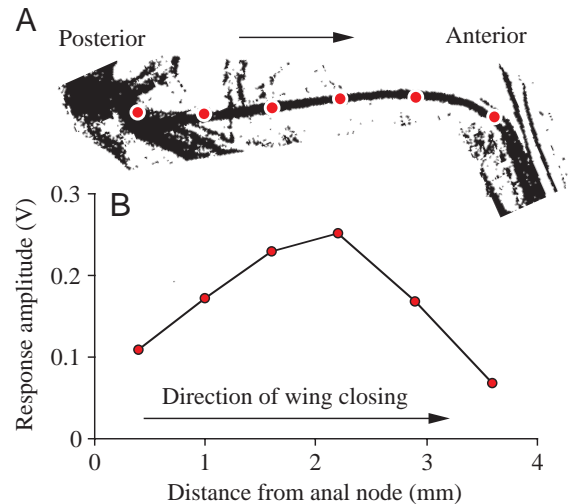 A
Posterior
Anterior
B
0.3
0.2
0.1
0
Response amplitude (V)
Direction of wing closing
0 1 2 3 4
Distance from anal node (mm)